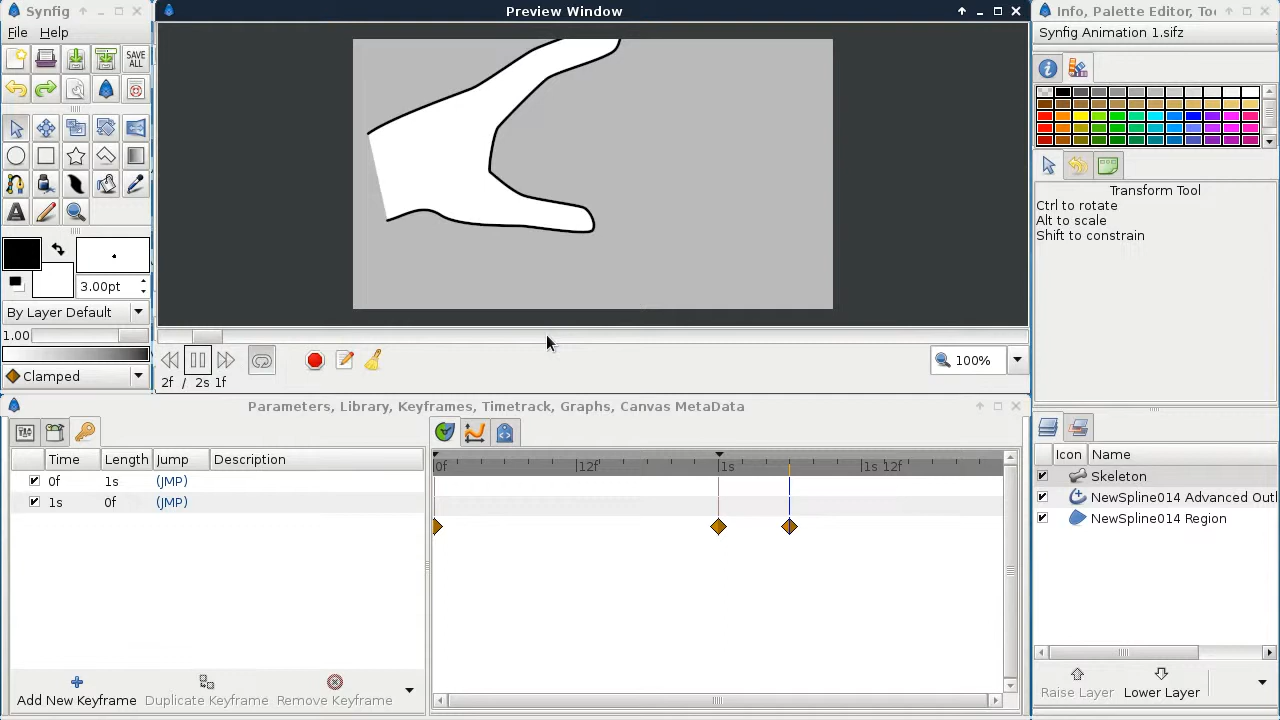 Synfig
File Help
SAVE ALL
3.00pt
By Layer Default
1.00
Clamped
Preview Window
2f / 2s 1f
100%
Info, Palette Editor, To
Synfig Animation 1.sifz
Transform Tool
Ctrl to rotate
Alt to scale
Shift to constrain
Parameters, Library, Keyframes, Timetrack, Graphs, Canvas MetaData
Time Length Jump Description
0f 1s (JMP)
1s 0f (JMP)
Add New Keyframe Duplicate Keyframe Remove Keyframe
0f 12f 1s 1s 12f
Icon Name
Skeleton
NewSpline014 Advanced Outl
NewSpline014 Region
Raise Layer Lower Layer